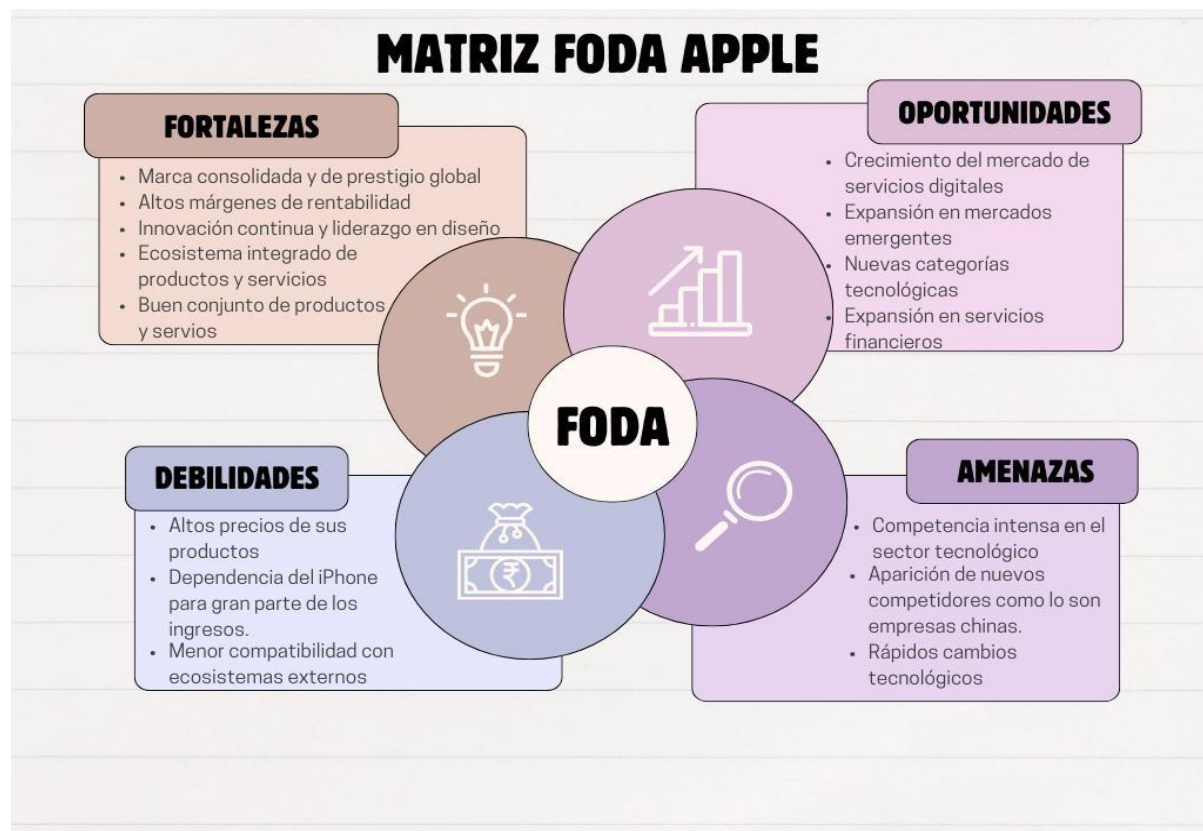 MATRIZ FODA APPLE
FORTALEZAS
• Marca consolidada y de prestigio global
• Altos márgenes de rentabilidad
• Innovación continua y liderazgo en diseño
• Ecosistema integrado de
productos y servicios
• Buen conjunto de productos
y servios
OPORTUNIDADES
• Crecimiento del mercado de
servicios digitales
• Expansión en mercados
emergentes
• Nuevas categorías
tecnológicas
• Expansión en servicios
financieros
FODA
DEBILIDADES
• Altos precios de sus
productos
• Dependencia del iPhone
para gran parte de los
ingresos.
• Menor compatibilidad con
ecosistemas externos
₹
AMENAZAS
• Competencia intensa en el
sector tecnológico
• Aparición de nuevos
competidores como lo son
empresas chinas.
• Rápidos cambios
tecnológicos